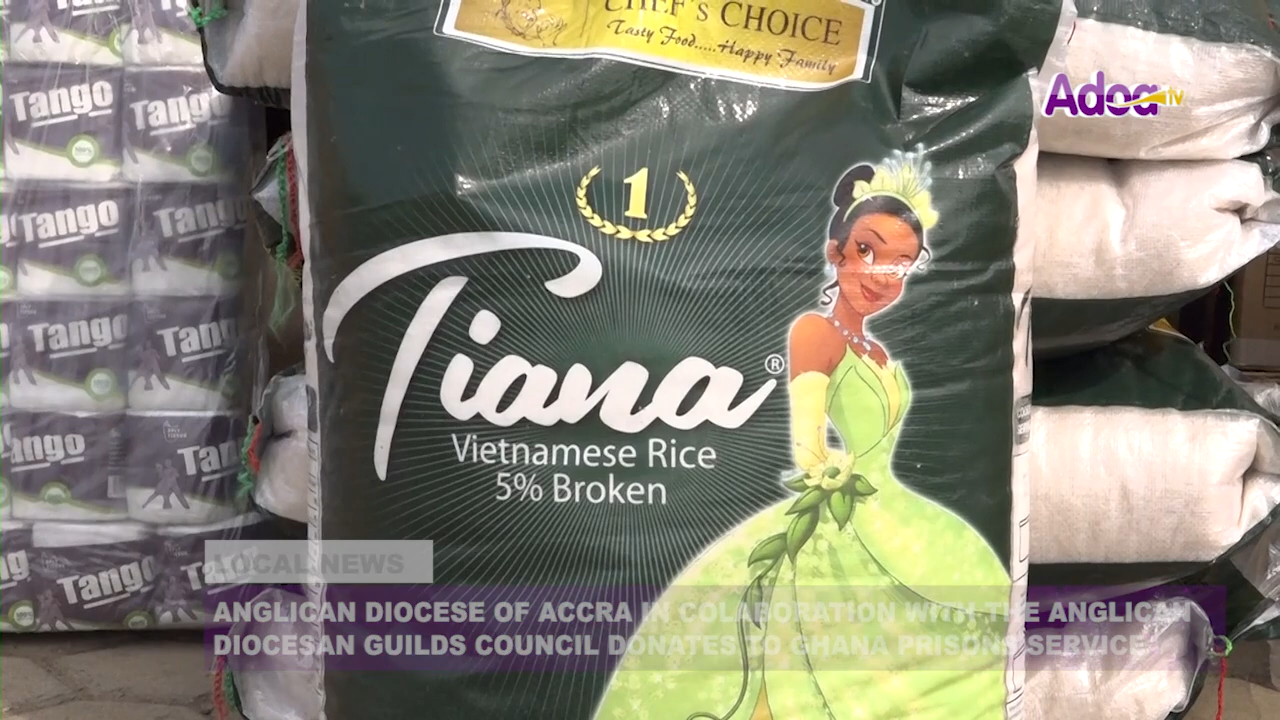 CHEF's CHOICE
Tasty Food.....Happy Family
Adoa tv
Tango
Tango
Tango
Tango
Tango
1
Tiana®
Vietnamese Rice
5% Broken
Tango
LOCAL NEWS
ANGLICAN DIOCESE OF ACCRA IN COLABORATION WITH THE ANGLICAN
DIOCESAN GUILDS COUNCIL DONATES TO GHANA PRISONS SERVICE